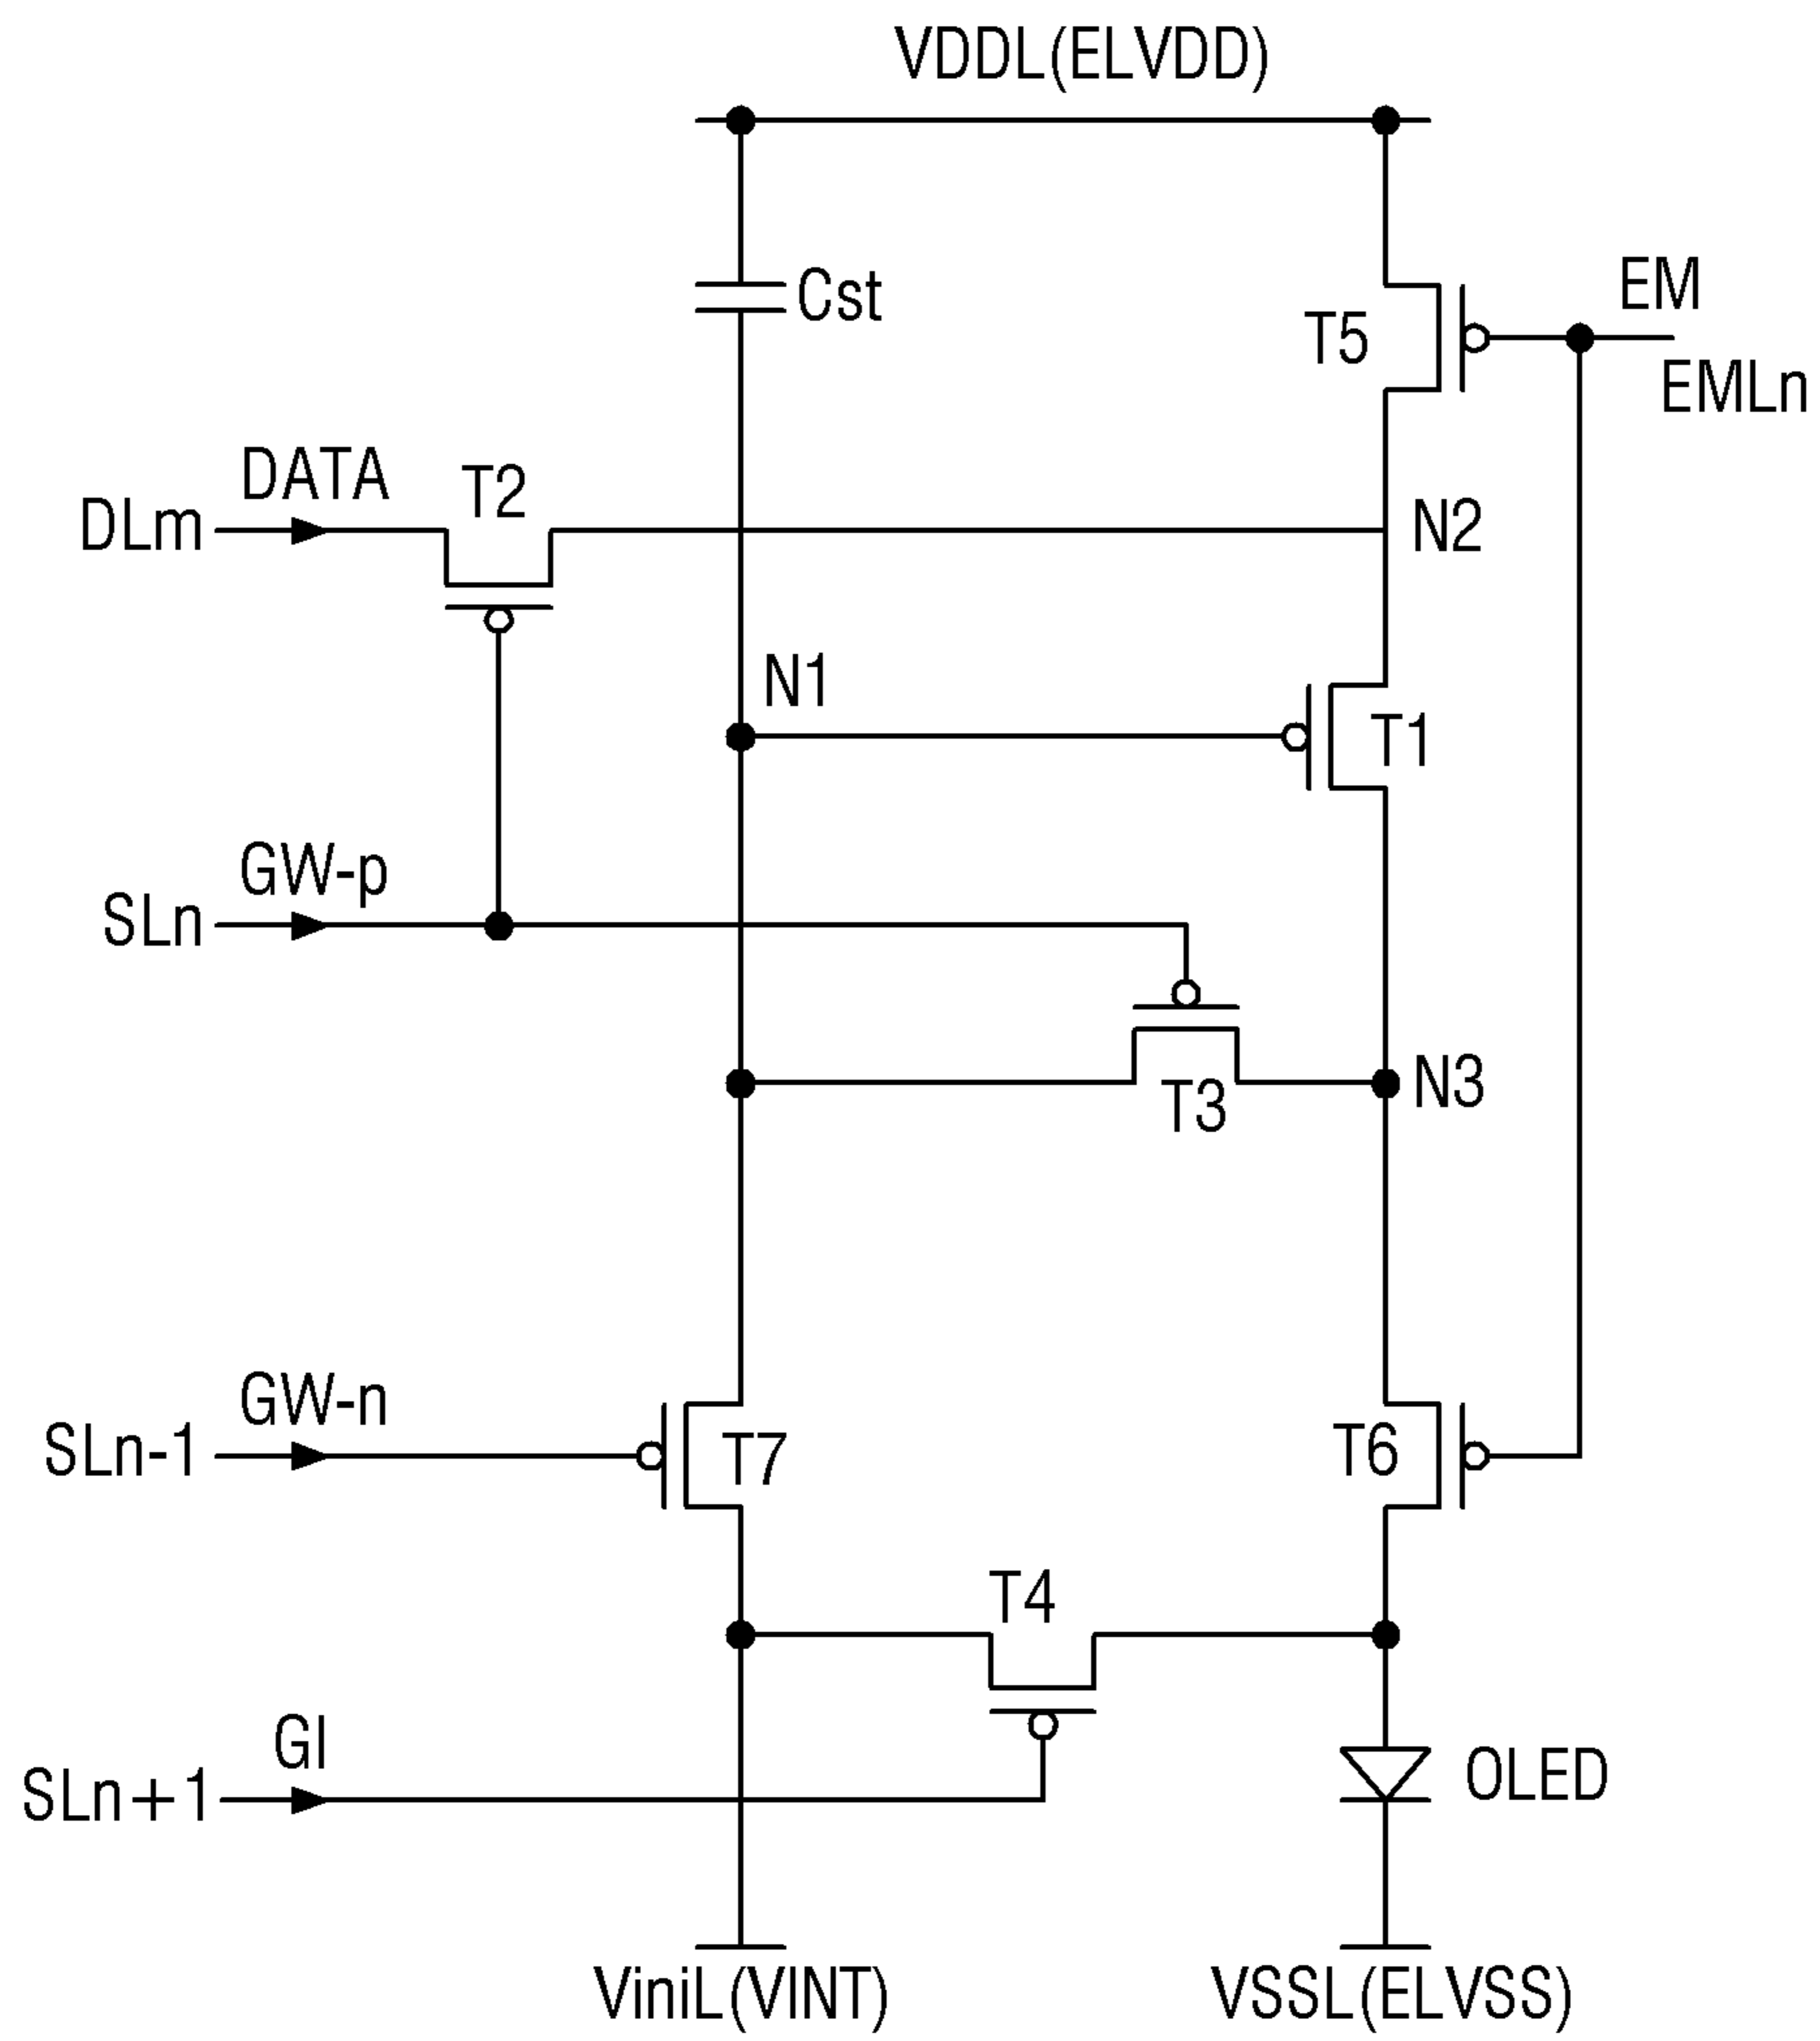 VDDL(ELVDD)
Cst
EM
T5
EMLn
DATA
T2
DLm
N2
N1
T1
GW-p
SLn
N3
T3
GW-n
SLn-1
T7
T6
T4
GI
SLn+1
OLED
ViniL(VINT)
VSSL(ELVSS)